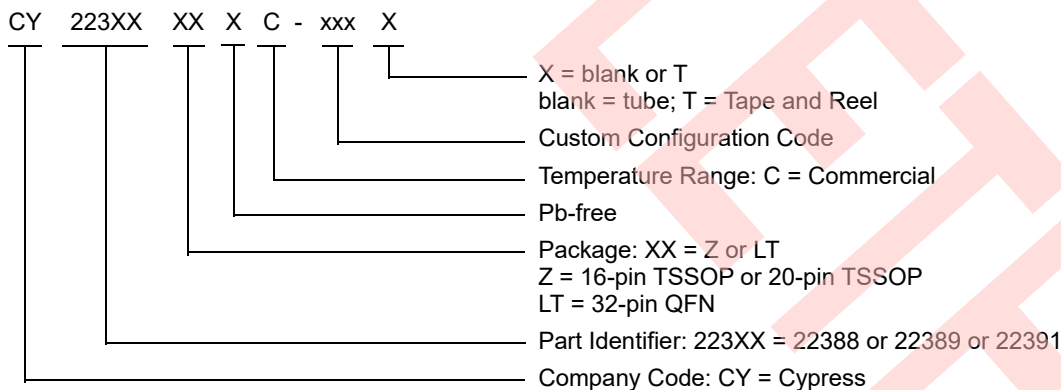 CY 223XX XX X C - xxx X
X = blank or T
blank = tube; T = Tape and Reel
Custom Configuration Code
Temperature Range: C = Commercial
Pb-free
Package: XX = Z or LT
Z = 16-pin TSSOP or 20-pin TSSOP
LT = 32-pin QFN
Part Identifier: 223XX = 22388 or 22389 or 22391
Company Code: CY = Cypress